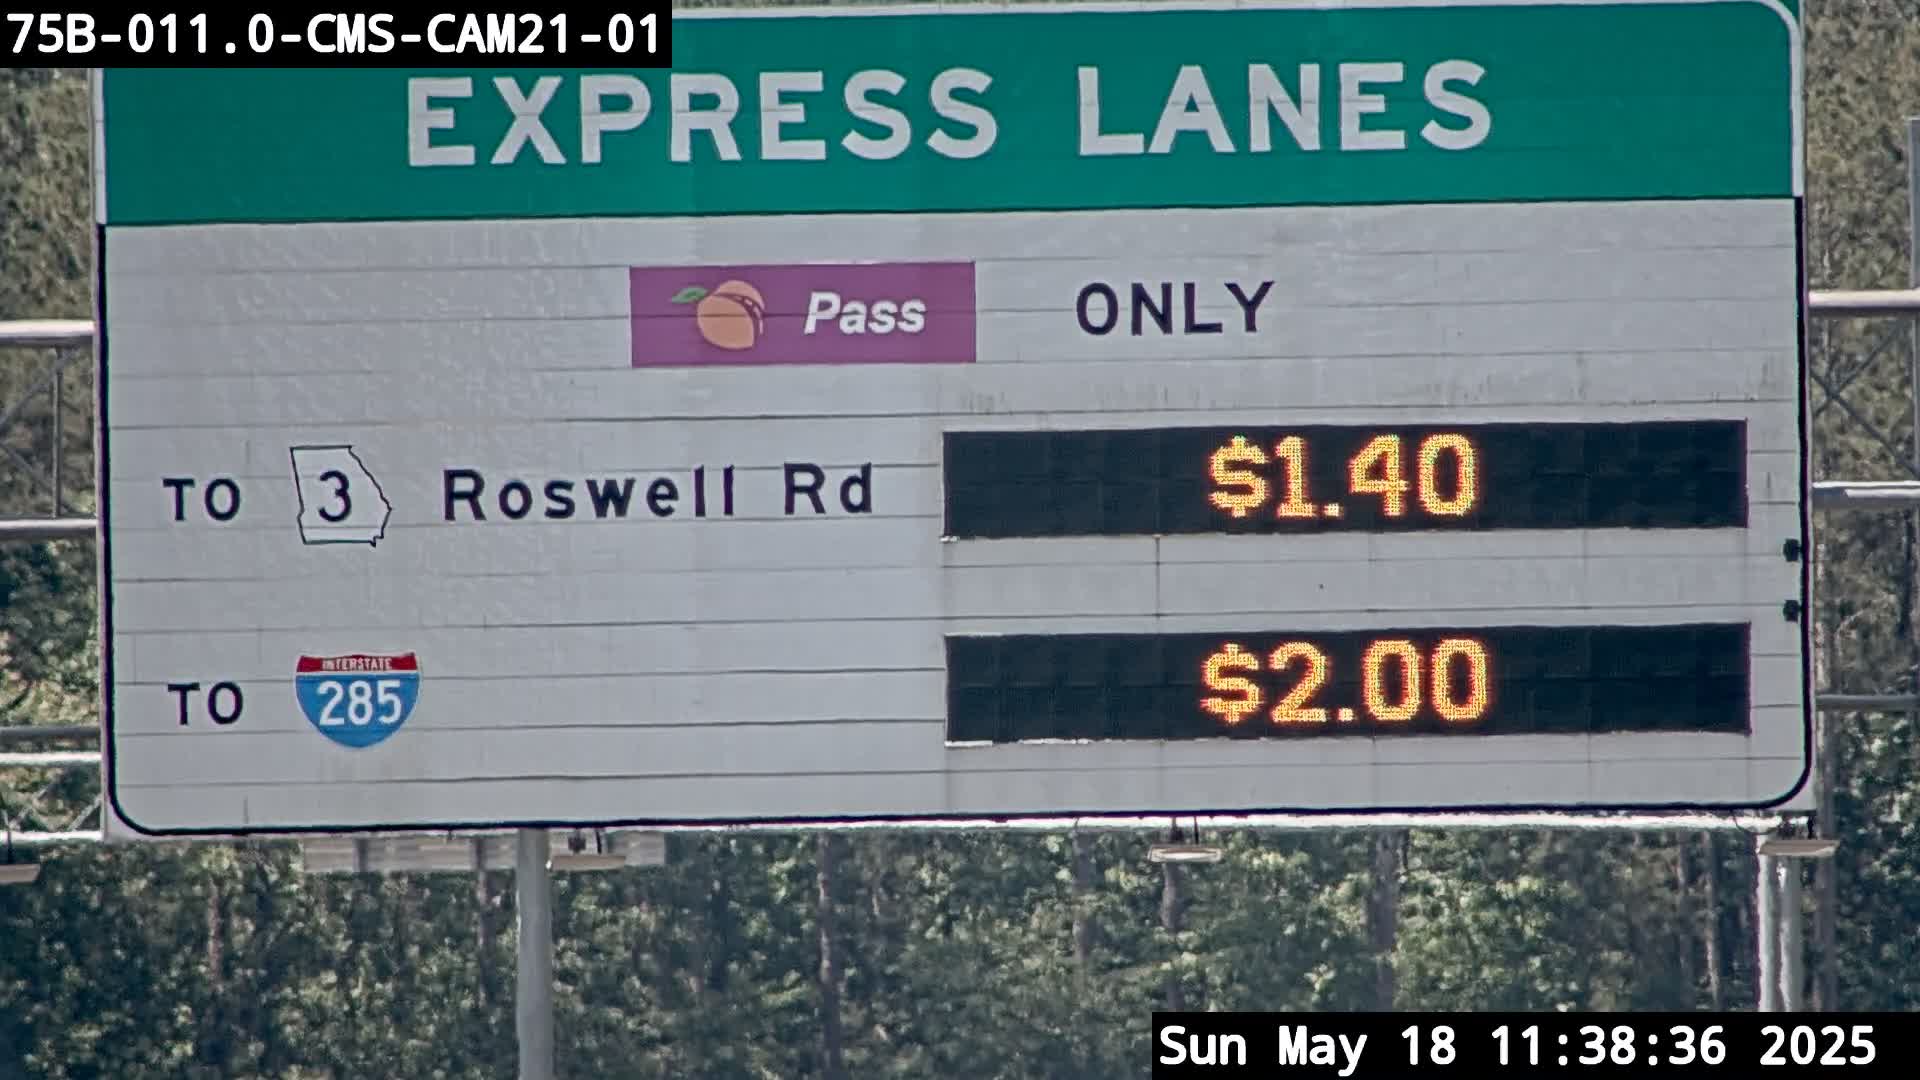 75B-011.0-CMS-CAM21-01
EXPRESS LANES
Pass ONLY
TO 3 Roswell Rd $1.40
INTERSTATE
TO 285 $2.00
Sun May 18 11:38:36 2025